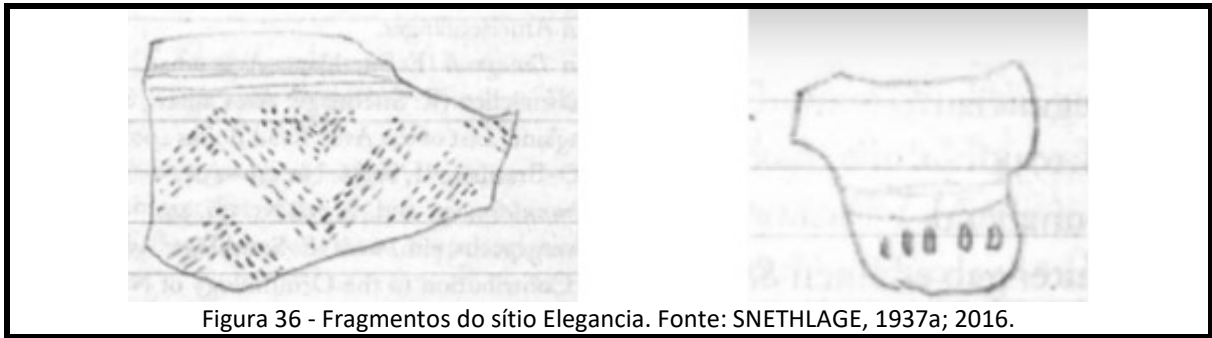 Figura 36 - Fragmentos do sítio Elegancia. Fonte: SNETHLAGE, 1937a; 2016.